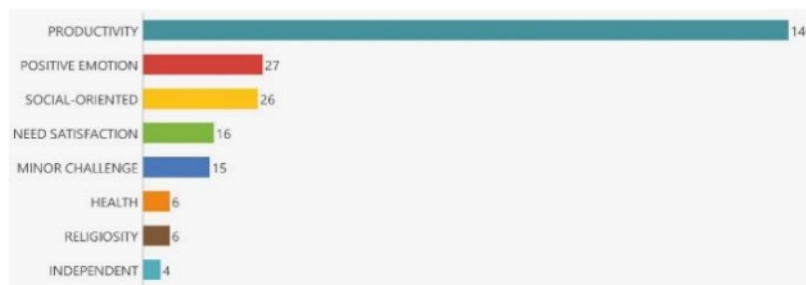 PRODUCTIVITY 14
POSITIVE EMOTION 27
SOCIAL-ORIENTED 26
NEED SATISFACTION 16
MINOR CHALLENGE 15
HEALTH 6
RELIGIOSITY 6
INDEPENDENT 4